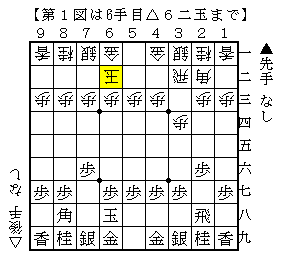 【第1図は6手目△6二玉まで】
9 8 7 6 5 4 3 2 1
香 桂 銀 金 金 銀 桂 香 一
玉 飛 角 二
歩 歩 歩 歩 歩 歩 歩 歩 三
歩 四
五
歩 歩 六
歩 歩 歩 歩 歩 歩 歩 七
角 玉 飛 八
香 桂 銀 金 金 銀 桂 香 九
▲先手 なし
△後手 なし